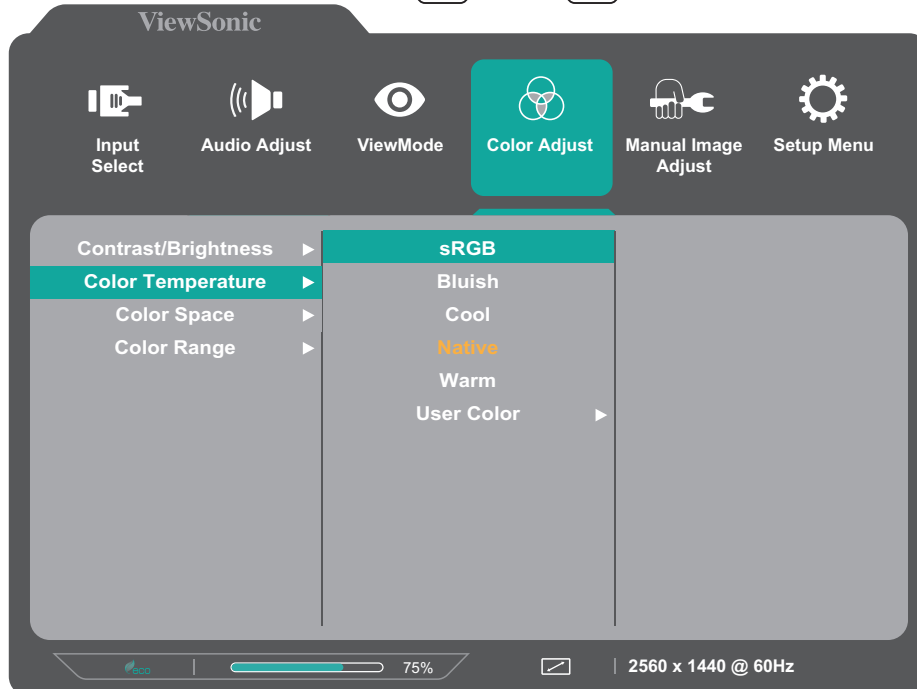 ViewSonic
Input Select
Audio Adjust
ViewMode
Color Adjust
Manual Image Adjust
Setup Menu
Contrast/Brightness
Color Temperature
Color Space
Color Range
sRGB
Bluish
Cool
Native
Warm
User Color
eco
75%
2560 x 1440 @ 60Hz